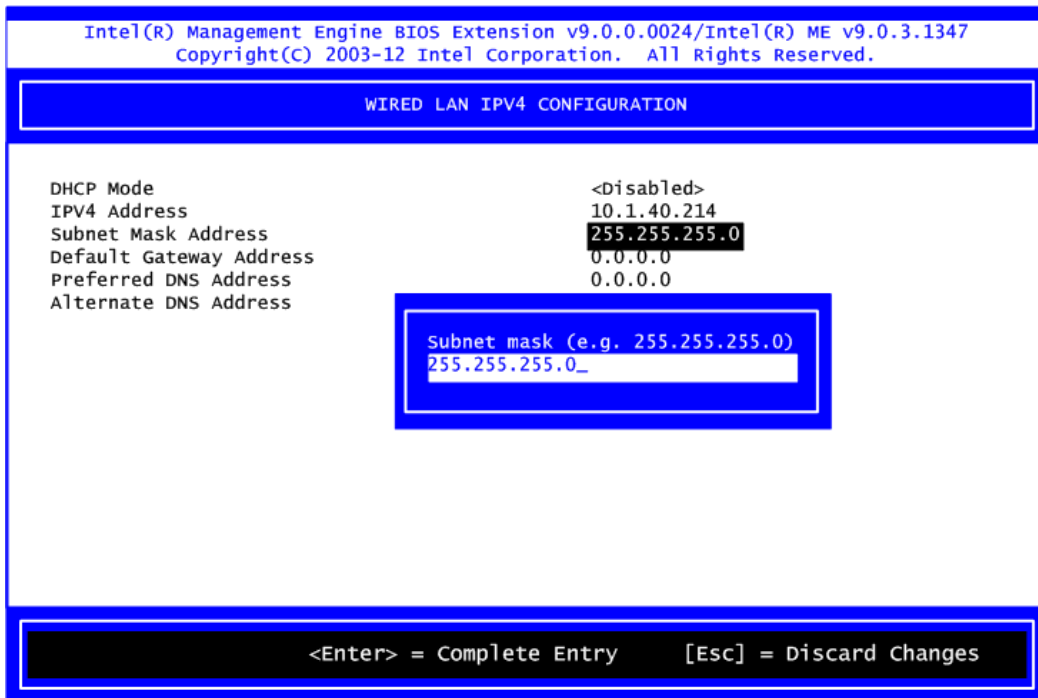 Intel(R) Management Engine BIOS Extension v9.0.0.0024/Intel(R) ME v9.0.3.1347
Copyright(C) 2003-12 Intel Corporation.  All Rights Reserved.
WIRED LAN IPV4 CONFIGURATION
DHCP Mode <Disabled>
IPV4 Address 10.1.40.214
Subnet Mask Address 255.255.255.0
Default Gateway Address 0.0.0.0
Preferred DNS Address 0.0.0.0
Alternate DNS Address
Subnet mask (e.g. 255.255.255.0)
255.255.255.0_
<Enter> = Complete Entry [Esc] = Discard Changes